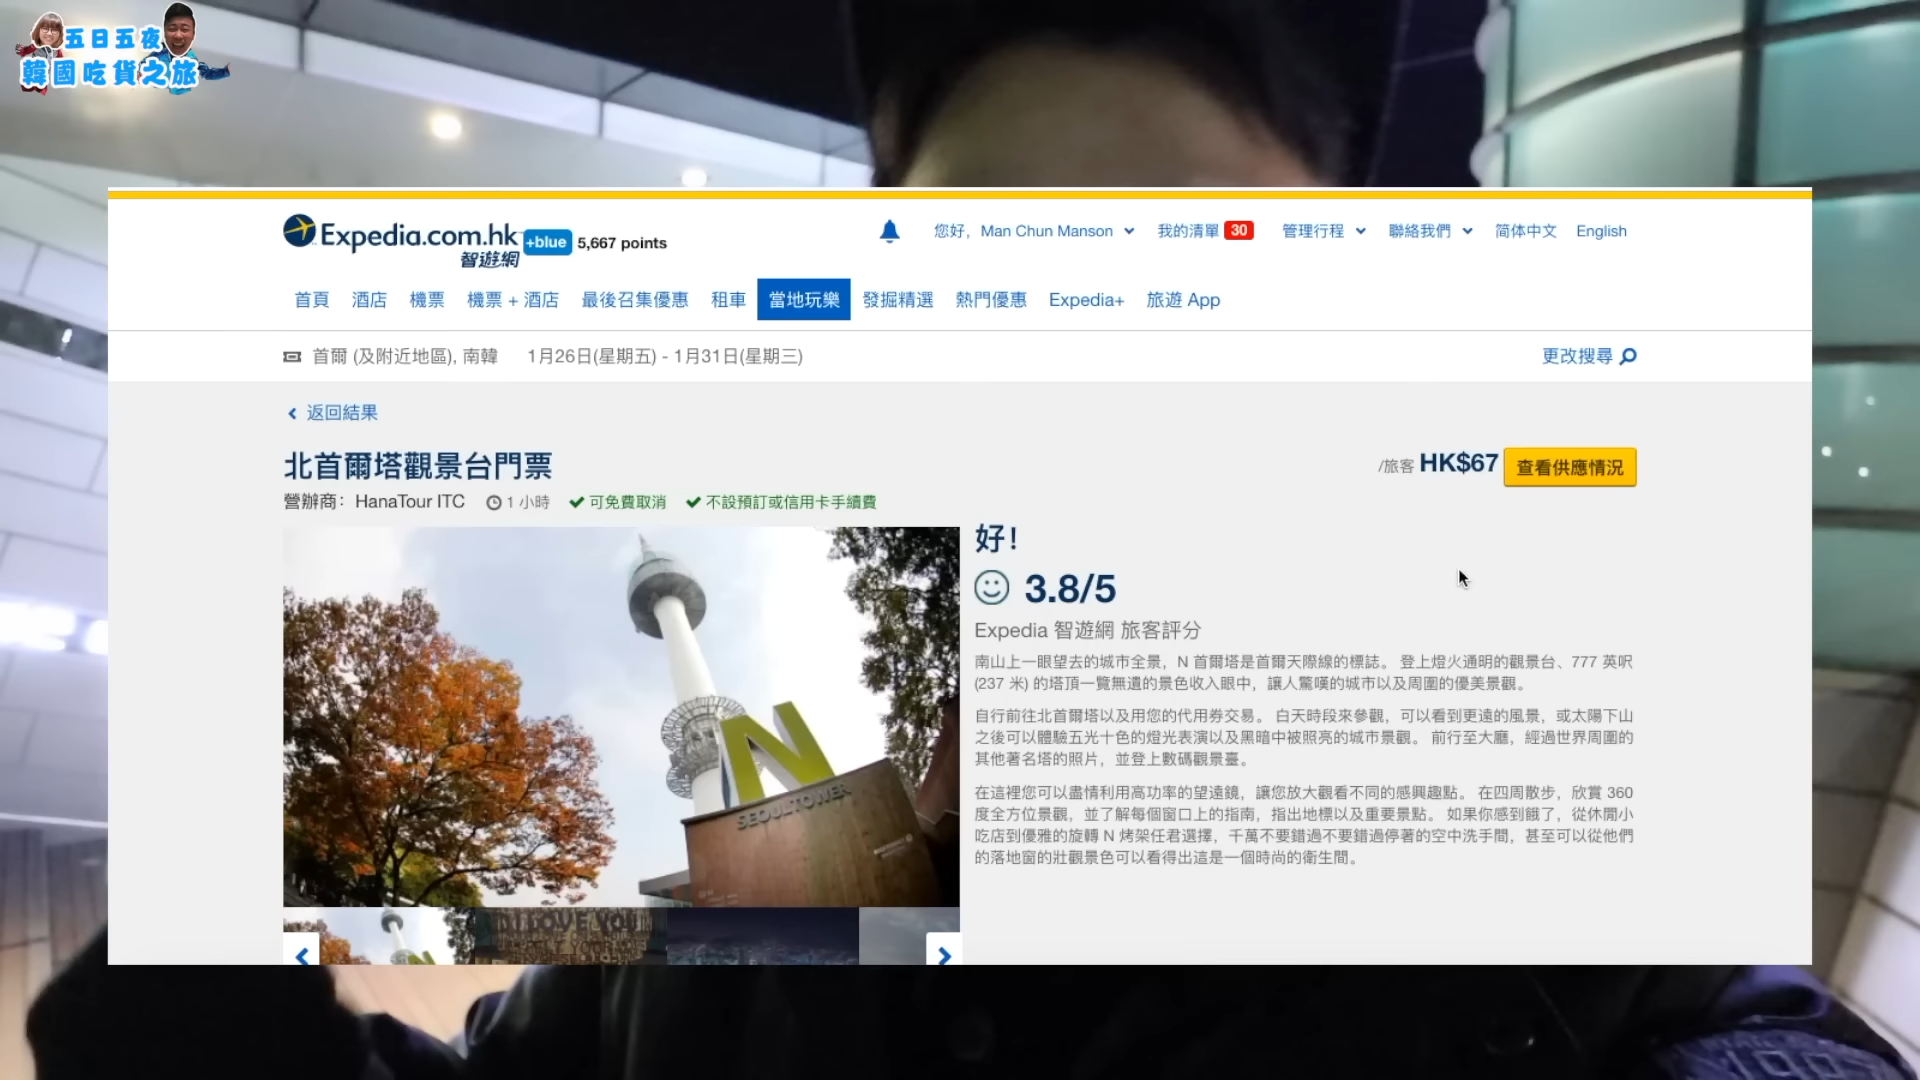 五日五夜
韓國吃貨之旅
Expedia.com.hk +blue 5,667 points
智遊網
您好，Man Chun Manson 我的清單 30 管理行程 聯絡我們 简体中文 English
首頁 酒店 機票 機票 + 酒店 最後召集優惠 租車 當地玩樂 發掘精選 熱門優惠 Expedia+ 旅遊 App
首爾 (及附近地區), 南韓 1月26日(星期五) - 1月31日(星期三) 更改搜尋
返回結果
北首爾塔觀景台門票 /旅客 HK$67 查看供應情況
營辦商： HanaTour ITC 1 小時 可免費取消 不設預訂或信用卡手續費
好！
3.8/5
Expedia 智遊網 旅客評分
南山上一眼望去的城市全景，N 首爾塔是首爾天際線的標誌。 登上燈火通明的觀景台、777 英呎
(237 米) 的塔頂一覽無遺的景色收入眼中，讓人驚嘆的城市以及周圍的優美景觀。
自行前往北首爾塔以及用您的代用券交易。 白天時段來參觀，可以看到更遠的風景，或太陽下山
之後可以體驗五光十色的燈光表演以及黑暗中被照亮的城市景觀。 前行至大廳，經過世界周圍的
其他著名塔的照片，並登上數碼觀景臺。
在這裡您可以盡情利用高功率的望遠鏡，讓您放大觀看不同的感興趣點。 在四周散步，欣賞 360
度全方位景觀，並了解每個窗口上的指南，指出地標以及重要景點。 如果你感到餓了，從休閒小
吃店到優雅的旋轉 N 烤架任君選擇，千萬不要錯過不要錯過停著的空中洗手間，甚至可以從他們
的落地窗的壯觀景色可以看得出這是一個時尚的衛生間。
N
SEOULTOWER
LOVE YOU